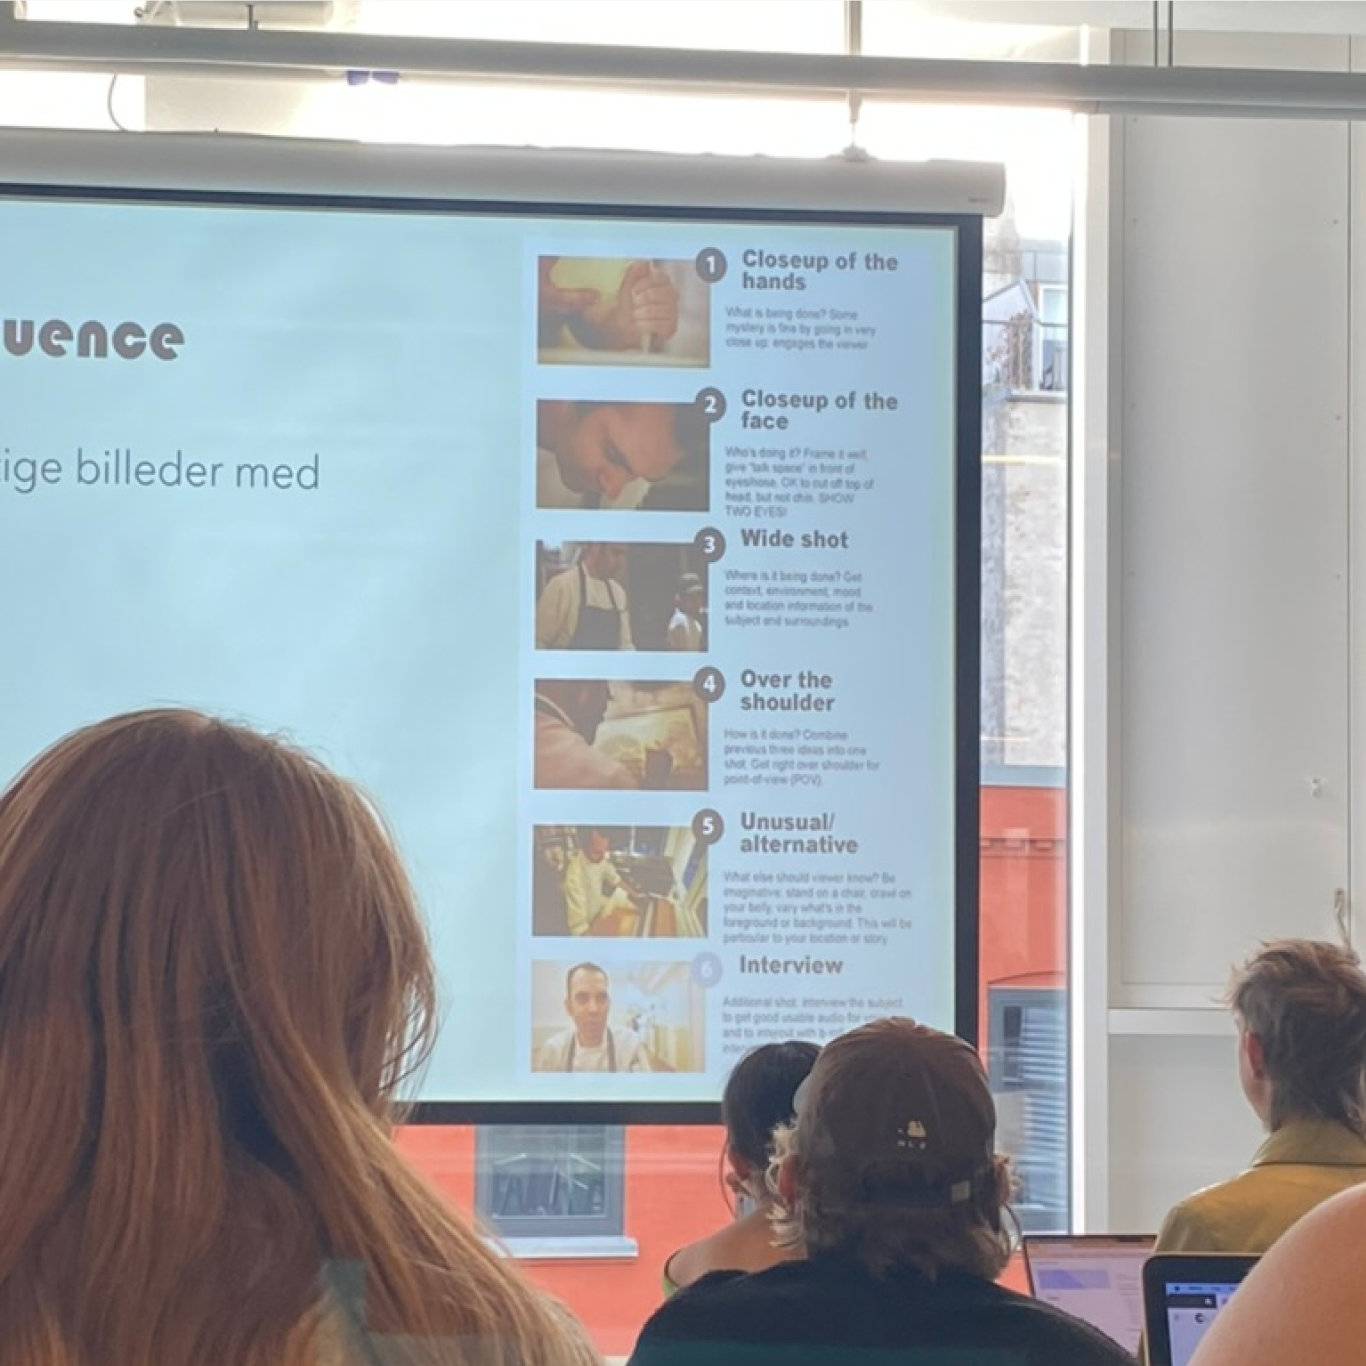 uence
tige billeder med
1
Closeup of the
hands
What is being done? Some
mystery is fine by going in very
close up: engages the viewer
2
Closeup of the
face
Who's doing it? Frame it well,
give "talk space" in front of
eyes/nose. OK to cut off top of
head, but not chin. SHOW
TWO EYES!
3
Wide shot
Where is it being done? Get
context, environment, mood
and location information of the
subject and surroundings
4
Over the
shoulder
How is it done? Combine
previous three ideas into one
shot. Get right over shoulder for
point-of-view (POV).
5
Unusual/
alternative
What else should viewer know? Be
imaginative: stand on a chair, crawl on
your belly, vary what's in the
foreground or background. This will be
particular to your location or story.
6
Interview
Additional shot: interview the subject
to get good usable audio for
and to intercut with